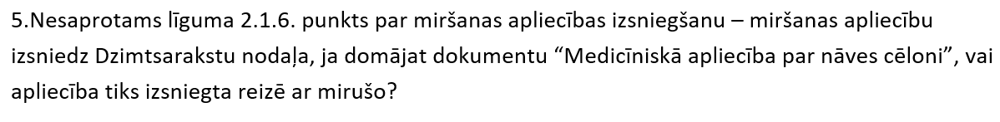 5.Nesaprotams līguma 2.1.6. punkts par miršanas apliecības izsniegšanu – miršanas apliecību
izsniedz Dzimtsarakstu nodaļa, ja domājat dokumentu “Medicīniskā apliecība par nāves cēloni”, vai
apliecība tiks izsniegta reizē ar mirušo?